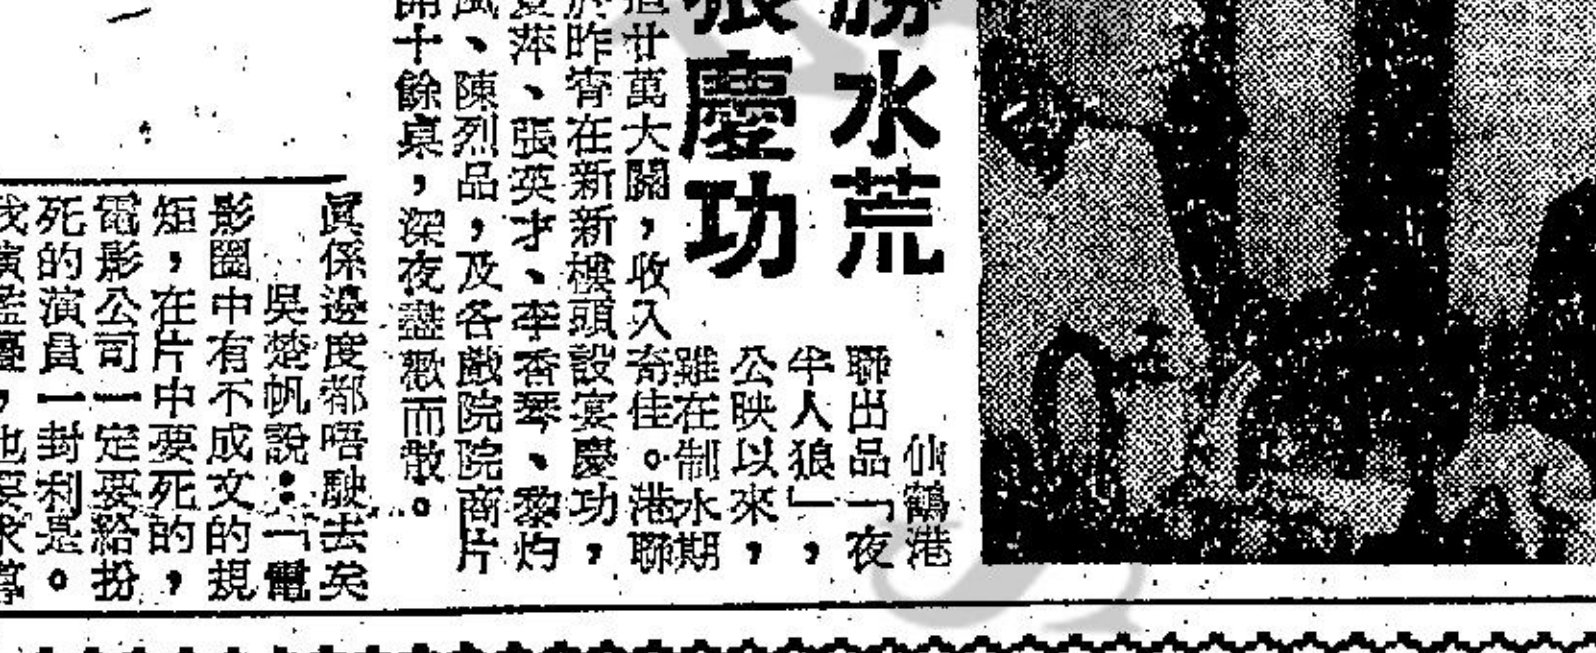 勝水荒
張慶功
仙鶴港
聯出品「夜
半人狼」，
公映以來，
雖在制水期
廿萬大關，收入奇佳。港聯
於昨宵在新新樓頭設宴慶功，
夏萍、張英才、李香琴、黎灼
陳烈品，及各戲院院商片
開十餘桌，深夜盡歡而散。
眞係邊度都唔駛去矣
吳楚帆說：「電
影圈中有不成文的規
矩，在片中要死的，
電影公司一定要給扮
死的演員一封利是。